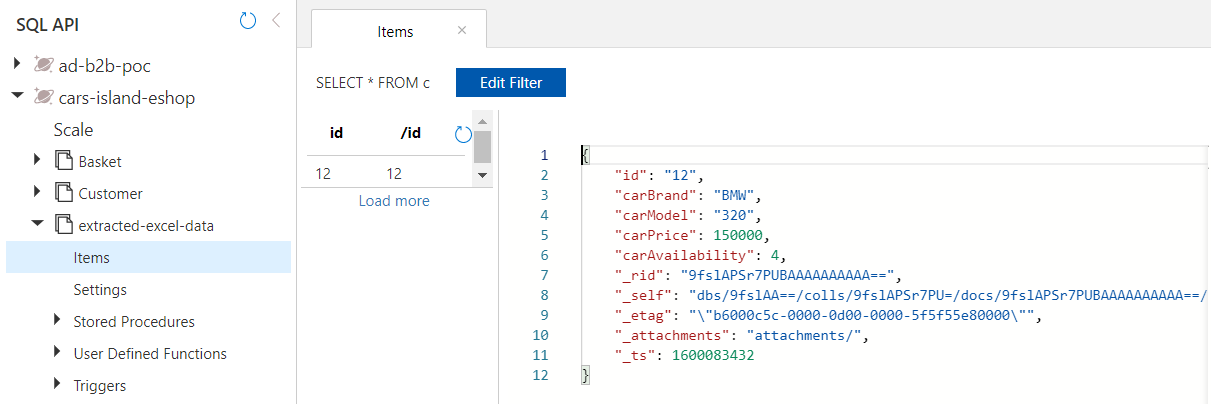 SQL API
ad-b2b-poc
cars-island-eshop
Scale
Basket
Customer
extracted-excel-data
Items
Settings
Stored Procedures
User Defined Functions
Triggers
Items
SELECT * FROM c
Edit Filter
id /id
12 12
Load more
1 {
2 "id": "12",
3 "carBrand": "BMW",
4 "carModel": "320",
5 "carPrice": 150000,
6 "carAvailability": 4,
7 "_rid": "9fslAPSr7PUBAAAAAAAAAA==",
8 "_self": "dbs/9fslAA==/colls/9fslAPSr7PU=/docs/9fslAPSr7PUBAAAAAAAAAA==/
9 "_etag": "\"b6000c5c-0000-0d00-0000-5f5f55e80000\"",
10 "_attachments": "attachments/",
11 "_ts": 1600083432
12 }